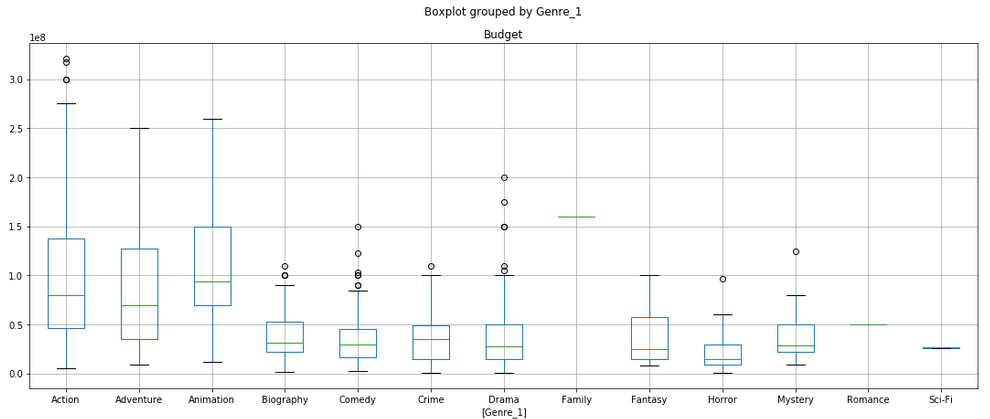 Boxplot grouped by Genre_1
Budget
1e8
3.0
2.5
2.0
1.5
1.0
0.5
0.0
Action Adventure Animation Biography Comedy Crime Drama Family Fantasy Horror Mystery Romance Sci-Fi
[Genre_1]